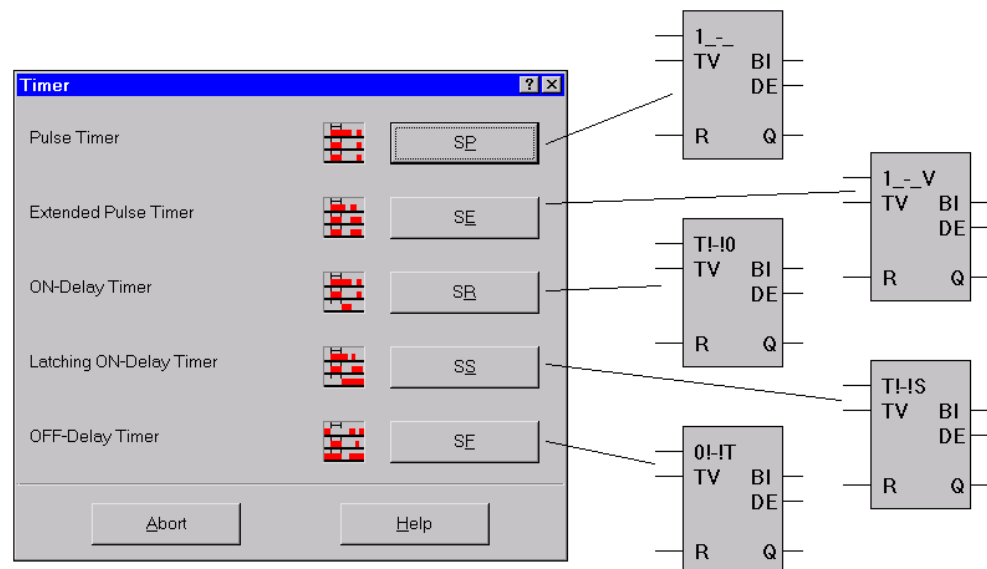 Timer
Pulse Timer
SP
Extended Pulse Timer
SE
ON-Delay Timer
SR
Latching ON-Delay Timer
SS
OFF-Delay Timer
SF
Abort
Help
1_-_
TV BI
DE
R Q
1_-_V
TV BI
DE
R Q
T!-!0
TV BI
DE
R Q
T!-!S
TV BI
DE
R Q
0!-!T
TV BI
DE
R Q